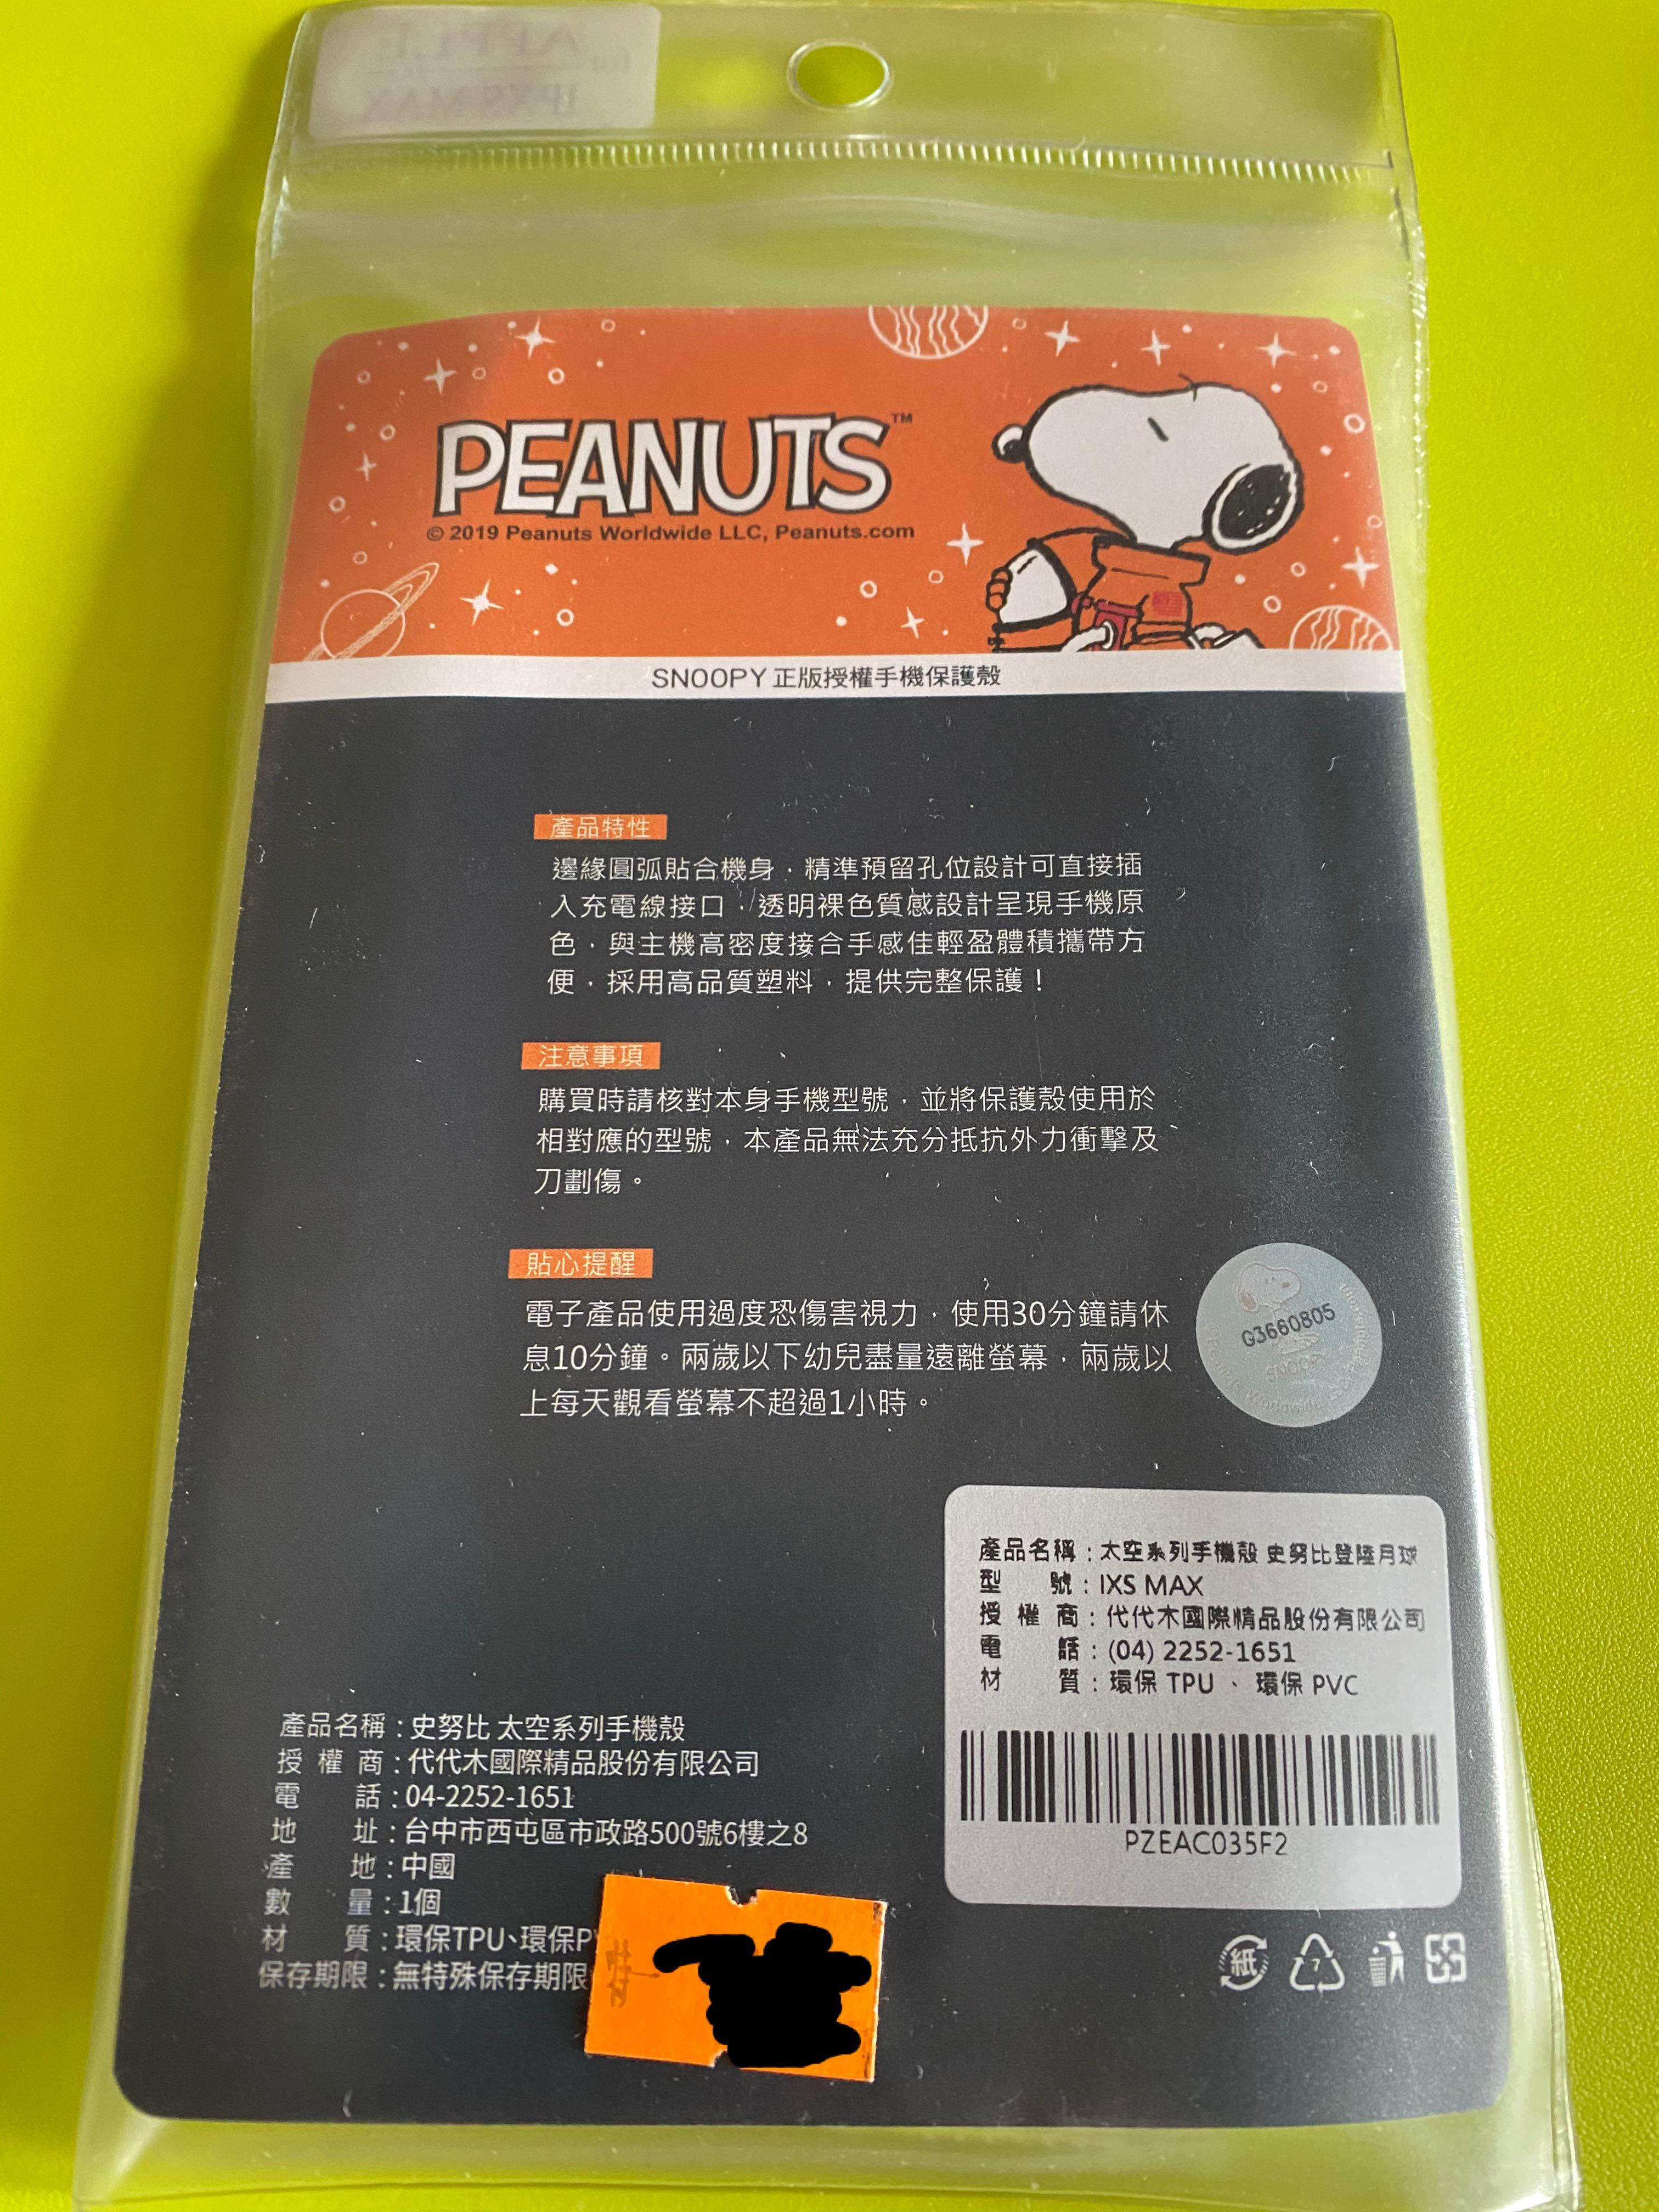 PEANUTS™
© 2019 Peanuts Worldwide LLC, Peanuts.com
SNOOPY 正版授權手機保護殼
產品特性
邊緣圓弧貼合機身，精準預留孔位設計可直接插
入充電線接口，透明裸色質感設計呈現手機原
色，與主機高密度接合手感佳輕盈體積攜帶方
便，採用高品質塑料，提供完整保護！
注意事項
購買時請核對本身手機型號，並將保護殼使用於
相對應的型號，本產品無法充分抵抗外力衝擊及
刀劃傷。
貼心提醒
電子產品使用過度恐傷害視力，使用30分鐘請休
息10分鐘。兩歲以下幼兒盡量遠離螢幕，兩歲以
上每天觀看螢幕不超過1小時。
G3660805
產品名稱：太空系列手機殼 史努比登陸月球
型 號：IXS MAX
授權商：代代木國際精品股份有限公司
電 話：(04) 2252-1651
材 質：環保 TPU 、 環保 PVC
PZEAC035F2
產品名稱：史努比 太空系列手機殼
授權商：代代木國際精品股份有限公司
電 話：04-2252-1651
地 址：台中市西屯區市政路500號6樓之8
產 地：中國
數 量：1個
材 質：環保TPU、環保P
保存期限：無特殊保存期限
紙
7